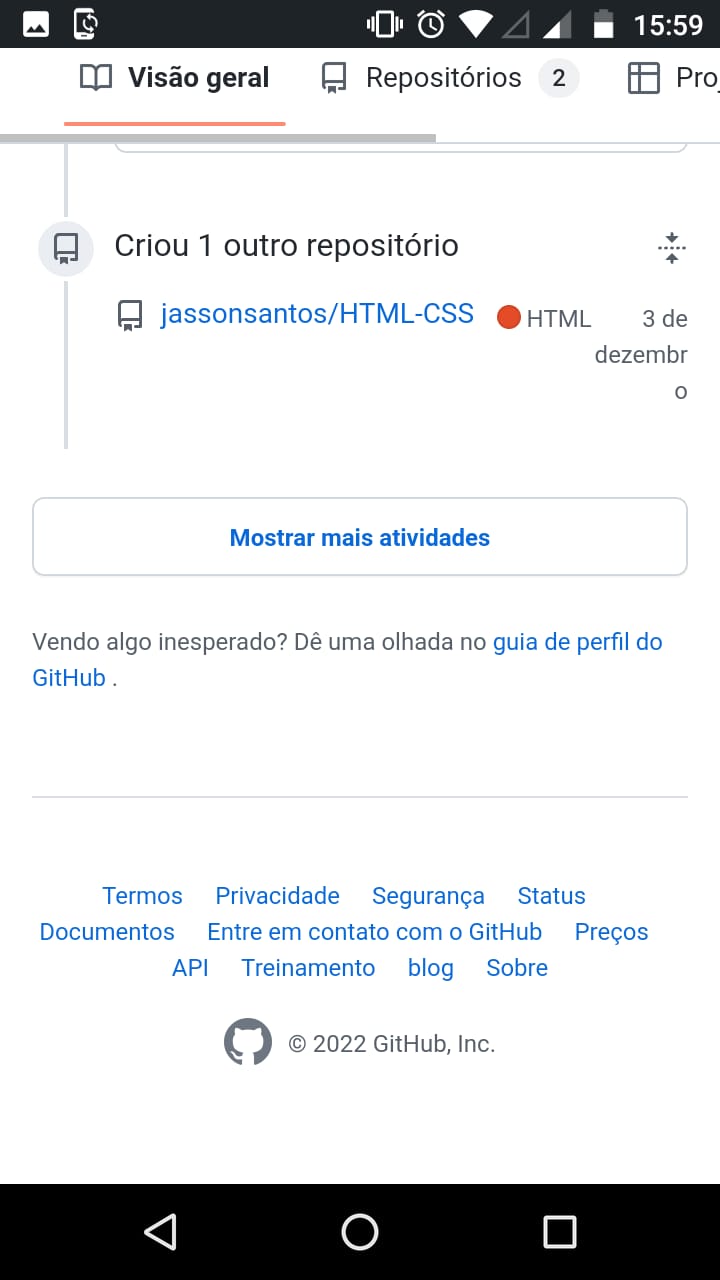 15:59
Visão geral Repositórios 2 Pro
Criou 1 outro repositório
jassonsantos/HTML-CSS HTML 3 de
dezembr
o
Mostrar mais atividades
Vendo algo inesperado? Dê uma olhada no guia de perfil do
GitHub .
Termos Privacidade Segurança Status
Documentos Entre em contato com o GitHub Preços
API Treinamento blog Sobre
© 2022 GitHub, Inc.